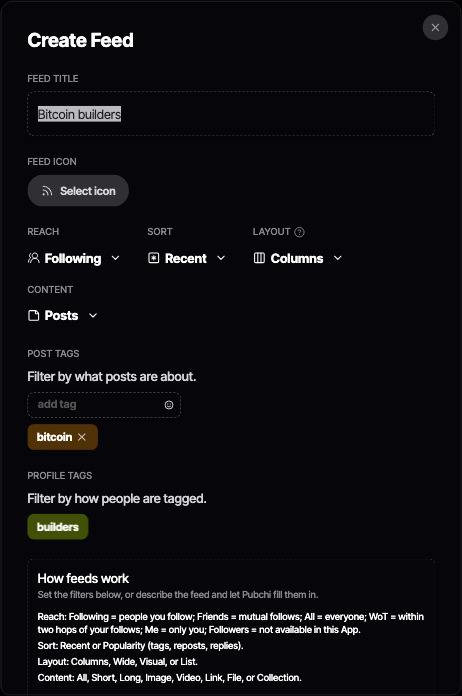 Create Feed
FEED TITLE
Bitcoin builders
FEED ICON
Select icon
REACH SORT LAYOUT ?
Following Recent Columns
CONTENT
Posts
POST TAGS
Filter by what posts are about.
add tag
bitcoin
PROFILE TAGS
Filter by how people are tagged.
builders
How feeds work
Set the filters below, or describe the feed and let Pubchi fill them in.
Reach: Following = people you follow; Friends = mutual follows; All = everyone; WoT = within
two hops of your follows; Me = only you; Followers = not available in this App.
Sort: Recent or Popularity (tags, reposts, replies).
Layout: Columns, Wide, Visual, or List.
Content: All, Short, Long, Image, Video, Link, File, or Collection.